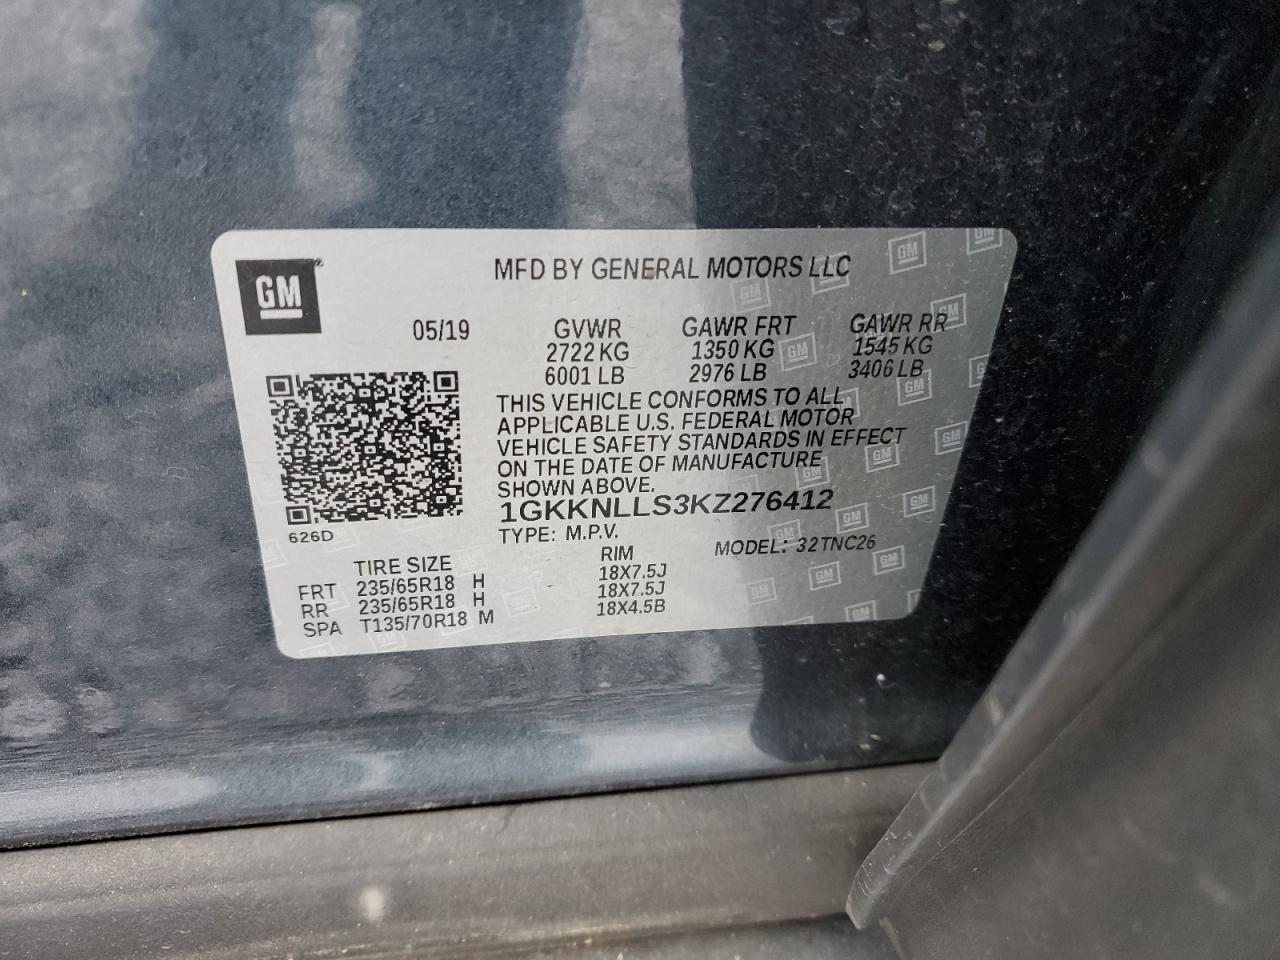 GM
MFD BY GENERAL MOTORS LLC
05/19 GVWR GAWR FRT GAWR RR
2722 KG 1350 KG 1545 KG
6001 LB 2976 LB 3406 LB
THIS VEHICLE CONFORMS TO ALL
APPLICABLE U.S. FEDERAL MOTOR
VEHICLE SAFETY STANDARDS IN EFFECT
ON THE DATE OF MANUFACTURE
SHOWN ABOVE.
1GKKNLLS3KZ276412
626D
TYPE: M.P.V. MODEL: 32TNC26
TIRE SIZE RIM
FRT 235/65R18 H 18X7.5J
RR 235/65R18 H 18X7.5J
SPA T135/70R18 M 18X4.5B